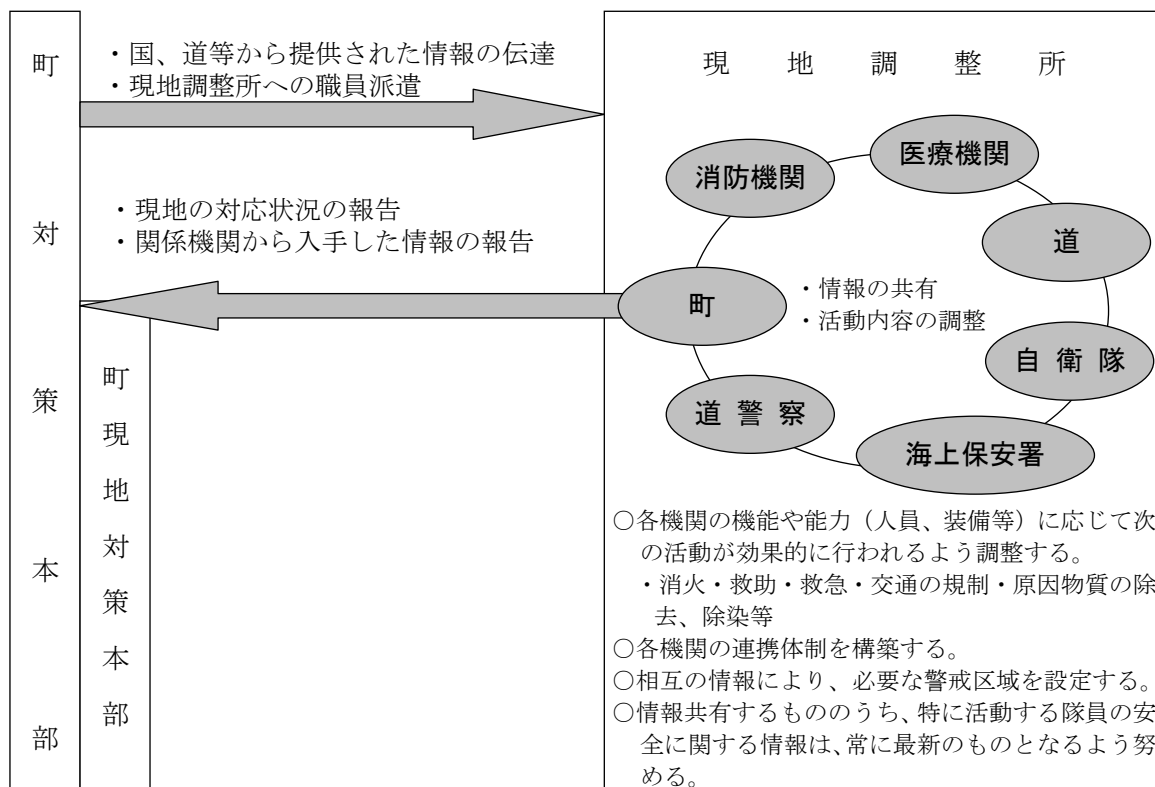 町対策本部
町現地対策本部
・国、道等から提供された情報の伝達
・現地調整所への職員派遣
・現地の対応状況の報告
・関係機関から入手した情報の報告
現地調整所
医療機関
消防機関
道
町
・情報の共有
・活動内容の調整
自衛隊
道警察
海上保安署
○各機関の機能や能力（人員、装備等）に応じて次
の活動が効果的に行われるよう調整する。
・消火・救助・救急・交通の規制・原因物質の除
去、除染等
○各機関の連携体制を構築する。
○相互の情報により、必要な警戒区域を設定する。
○情報共有するもののうち、特に活動する隊員の安
全に関する情報は、常に最新のものとなるよう努
める。